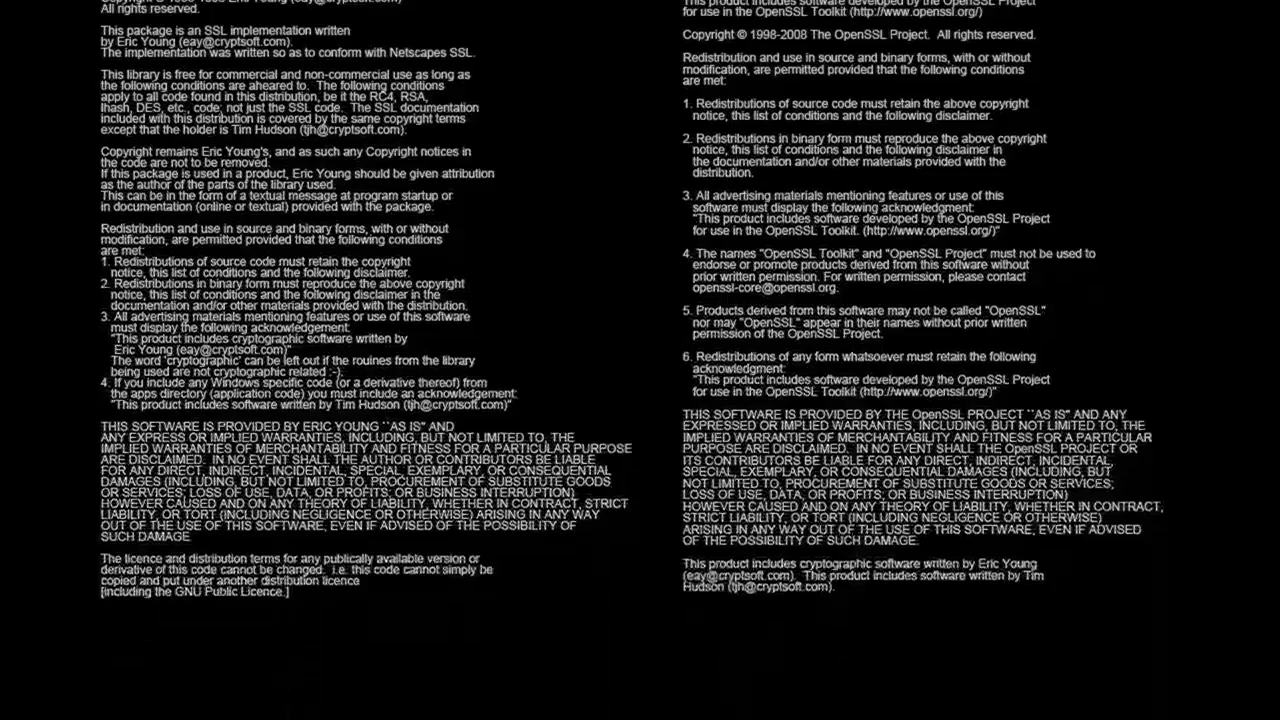 All rights reserved.
This package is an SSL implementation written
by Eric Young (eay@cryptsoft.com).
The implementation was written so as to conform with Netscapes SSL.
This library is free for commercial and non-commercial use as long as
the following conditions are aheared to.  The following conditions
apply to all code found in this distribution, be it the RC4, RSA,
lhash, DES, etc., code; not just the SSL code.  The SSL documentation
included with this distribution is covered by the same copyright terms
except that the holder is Tim Hudson (tjh@cryptsoft.com).
Copyright remains Eric Young's, and as such any Copyright notices in
the code are not to be removed.
If this package is used in a product, Eric Young should be given attribution
as the author of the parts of the library used.
This can be in the form of a textual message at program startup or
in documentation (online or textual) provided with the package.
Redistribution and use in source and binary forms, with or without
modification, are permitted provided that the following conditions
are met:
1. Redistributions of source code must retain the copyright
notice, this list of conditions and the following disclaimer.
2. Redistributions in binary form must reproduce the above copyright
notice, this list of conditions and the following disclaimer in the
documentation and/or other materials provided with the distribution.
3. All advertising materials mentioning features or use of this software
must display the following acknowledgement:
"This product includes cryptographic software written by
Eric Young (eay@cryptsoft.com)"
The word 'cryptographic' can be left out if the rouines from the library
being used are not cryptographic related :-).
4. If you include any Windows specific code (or a derivative thereof) from
the apps directory (application code) you must include an acknowledgement:
"This product includes software written by Tim Hudson (tjh@cryptsoft.com)"
THIS SOFTWARE IS PROVIDED BY ERIC YOUNG ``AS IS'' AND
ANY EXPRESS OR IMPLIED WARRANTIES, INCLUDING, BUT NOT LIMITED TO, THE
IMPLIED WARRANTIES OF MERCHANTABILITY AND FITNESS FOR A PARTICULAR PURPOSE
ARE DISCLAIMED.  IN NO EVENT SHALL THE AUTHOR OR CONTRIBUTORS BE LIABLE
FOR ANY DIRECT, INDIRECT, INCIDENTAL, SPECIAL, EXEMPLARY, OR CONSEQUENTIAL
DAMAGES (INCLUDING, BUT NOT LIMITED TO, PROCUREMENT OF SUBSTITUTE GOODS
OR SERVICES; LOSS OF USE, DATA, OR PROFITS; OR BUSINESS INTERRUPTION)
HOWEVER CAUSED AND ON ANY THEORY OF LIABILITY, WHETHER IN CONTRACT, STRICT
LIABILITY, OR TORT (INCLUDING NEGLIGENCE OR OTHERWISE) ARISING IN ANY WAY
OUT OF THE USE OF THIS SOFTWARE, EVEN IF ADVISED OF THE POSSIBILITY OF
SUCH DAMAGE.
The licence and distribution terms for any publically available version or
derivative of this code cannot be changed.  i.e. this code cannot simply be
copied and put under another distribution licence
[including the GNU Public Licence.]
This product includes software developed by the OpenSSL Project
for use in the OpenSSL Toolkit (http://www.openssl.org/)
Copyright © 1998-2008 The OpenSSL Project.  All rights reserved.
Redistribution and use in source and binary forms, with or without
modification, are permitted provided that the following conditions
are met:
1. Redistributions of source code must retain the above copyright
notice, this list of conditions and the following disclaimer.
2. Redistributions in binary form must reproduce the above copyright
notice, this list of conditions and the following disclaimer in
the documentation and/or other materials provided with the
distribution.
3. All advertising materials mentioning features or use of this
software must display the following acknowledgment:
"This product includes software developed by the OpenSSL Project
for use in the OpenSSL Toolkit. (http://www.openssl.org/)"
4. The names "OpenSSL Toolkit" and "OpenSSL Project" must not be used to
endorse or promote products derived from this software without
prior written permission. For written permission, please contact
openssl-core@openssl.org.
5. Products derived from this software may not be called "OpenSSL"
nor may "OpenSSL" appear in their names without prior written
permission of the OpenSSL Project.
6. Redistributions of any form whatsoever must retain the following
acknowledgment:
"This product includes software developed by the OpenSSL Project
for use in the OpenSSL Toolkit (http://www.openssl.org/)"
THIS SOFTWARE IS PROVIDED BY THE OpenSSL PROJECT ``AS IS'' AND ANY
EXPRESSED OR IMPLIED WARRANTIES, INCLUDING, BUT NOT LIMITED TO, THE
IMPLIED WARRANTIES OF MERCHANTABILITY AND FITNESS FOR A PARTICULAR
PURPOSE ARE DISCLAIMED.  IN NO EVENT SHALL THE OpenSSL PROJECT OR
ITS CONTRIBUTORS BE LIABLE FOR ANY DIRECT, INDIRECT, INCIDENTAL,
SPECIAL, EXEMPLARY, OR CONSEQUENTIAL DAMAGES (INCLUDING, BUT
NOT LIMITED TO, PROCUREMENT OF SUBSTITUTE GOODS OR SERVICES;
LOSS OF USE, DATA, OR PROFITS; OR BUSINESS INTERRUPTION)
HOWEVER CAUSED AND ON ANY THEORY OF LIABILITY, WHETHER IN CONTRACT,
STRICT LIABILITY, OR TORT (INCLUDING NEGLIGENCE OR OTHERWISE)
ARISING IN ANY WAY OUT OF THE USE OF THIS SOFTWARE, EVEN IF ADVISED
OF THE POSSIBILITY OF SUCH DAMAGE.
This product includes cryptographic software written by Eric Young
(eay@cryptsoft.com).  This product includes software written by Tim
Hudson (tjh@cryptsoft.com).